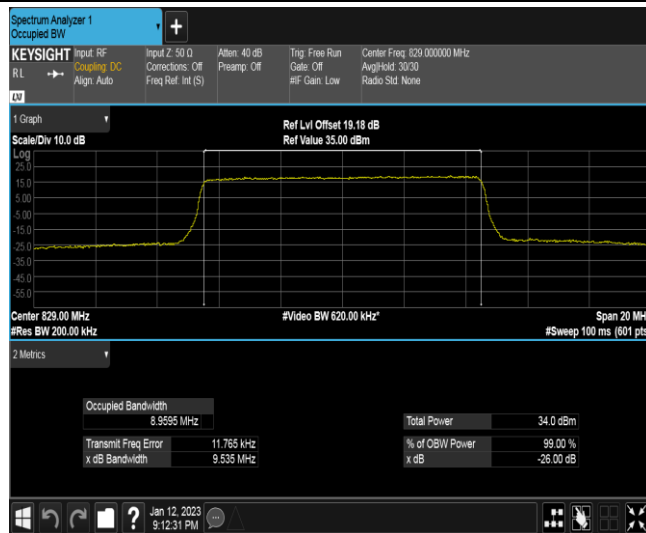 Spectrum Analyzer 1
Occupied BW
+
KEYSIGHT
RL
Input: RF
Coupling: DC
Align: Auto
Input Z: 50 Ω
Corrections: Off
Freq Ref: Int (S)
Atten: 40 dB
Preamp: Off
Trig: Free Run
Gate: Off
#IF Gain: Low
Center Freq: 829.000000 MHz
Avg|Hold: 30/30
Radio Std: None
1 Graph
Scale/Div 10.0 dB
Ref Lvl Offset 19.18 dB
Ref Value 35.00 dBm
Log
25.0
15.0
5.00
-5.00
-15.0
-25.0
-35.0
-45.0
-55.0
Center 829.00 MHz
#Video BW 620.00 kHz*
Span 20 MH
#Res BW 200.00 kHz
#Sweep 100 ms (601 pts
2 Metrics
Occupied Bandwidth
8.9595 MHz
Total Power 34.0 dBm
Transmit Freq Error 11.765 kHz
% of OBW Power 99.00 %
x dB Bandwidth 9.535 MHz
x dB -26.00 dB
?
Jan 12, 2023
9:12:31 PM